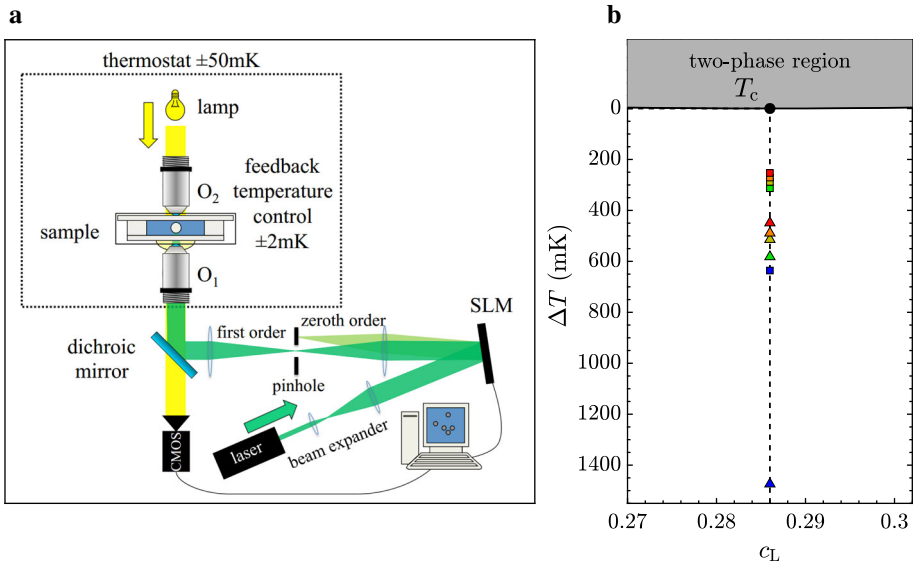 a
thermostat ±50mK
lamp
O2
feedback
temperature
control
±2mK
sample
O1
SLM
first order
zeroth order
dichroic
mirror
pinhole
laser
beam expander
CMOS
b
two-phase region
Tc
0
200
400
600
800
1000
1200
1400
ΔT (mK)
0.27
0.28
0.29
0.3
cL